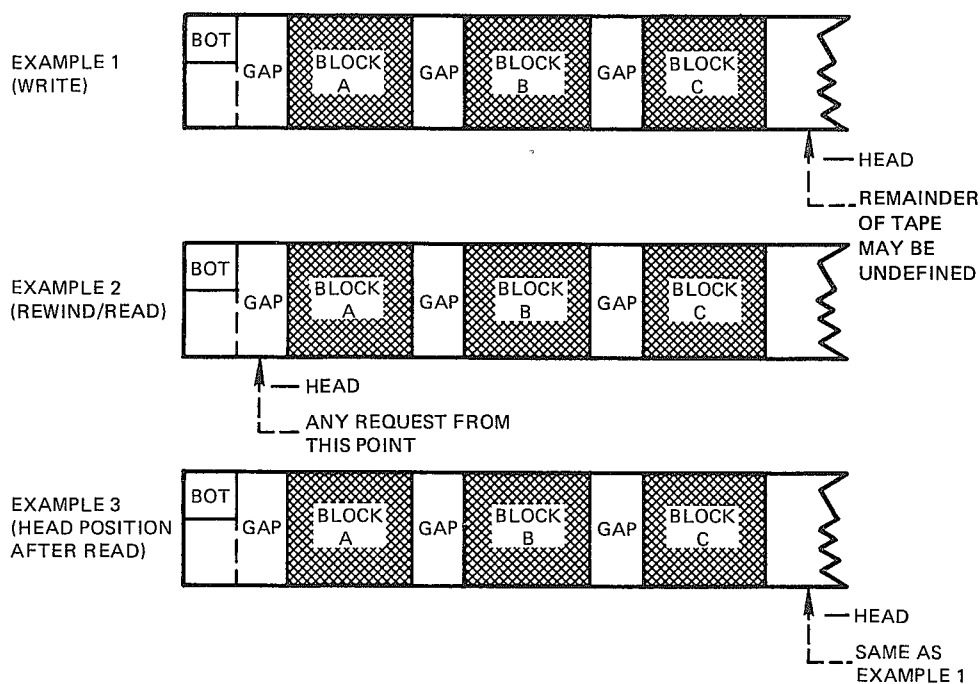 EXAMPLE 1
(WRITE)
BOT
GAP
BLOCK
A
GAP
BLOCK
B
GAP
BLOCK
C
HEAD
REMAINDER
OF TAPE
MAY BE
UNDEFINED
EXAMPLE 2
(REWIND/READ)
BOT
GAP
BLOCK
A
GAP
BLOCK
B
GAP
BLOCK
C
HEAD
ANY REQUEST FROM
THIS POINT
EXAMPLE 3
(HEAD POSITION
AFTER READ)
BOT
GAP
BLOCK
A
GAP
BLOCK
B
GAP
BLOCK
C
HEAD
SAME AS
EXAMPLE 1